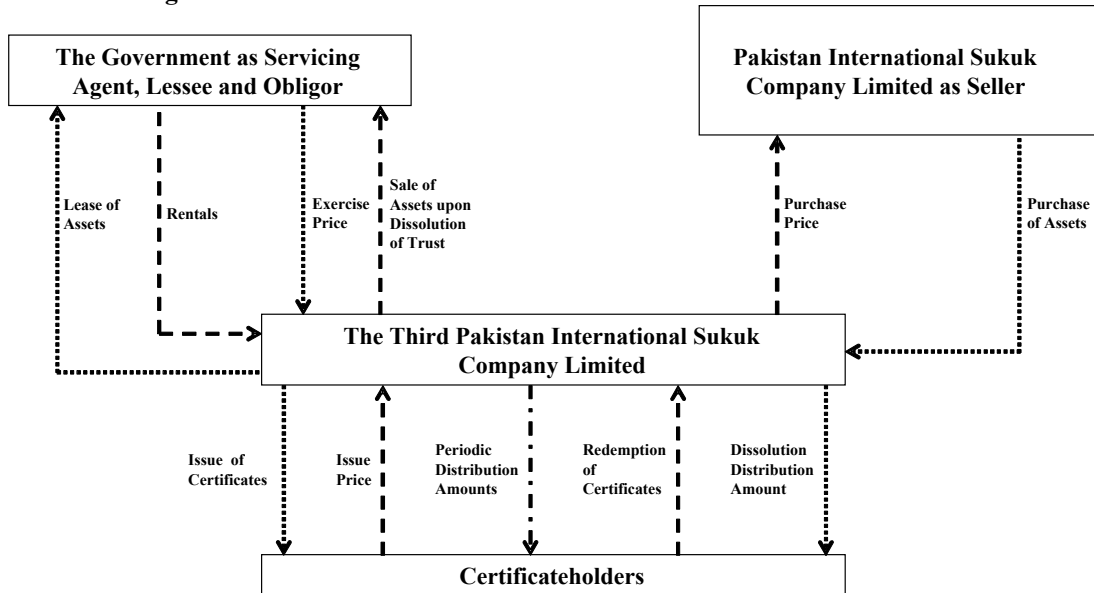 The Government as Servicing
Agent, Lessee and Obligor
Pakistan International Sukuk
Company Limited as Seller
Lease of
Assets
Rentals
Exercise
Price
Sale of
Assets upon
Dissolution
of Trust
Purchase
Price
Purchase
of Assets
The Third Pakistan International Sukuk
Company Limited
Issue of
Certificates
Issue
Price
Periodic
Distribution
Amounts
Redemption
of
Certificates
Dissolution
Distribution
Amount
Certificateholders